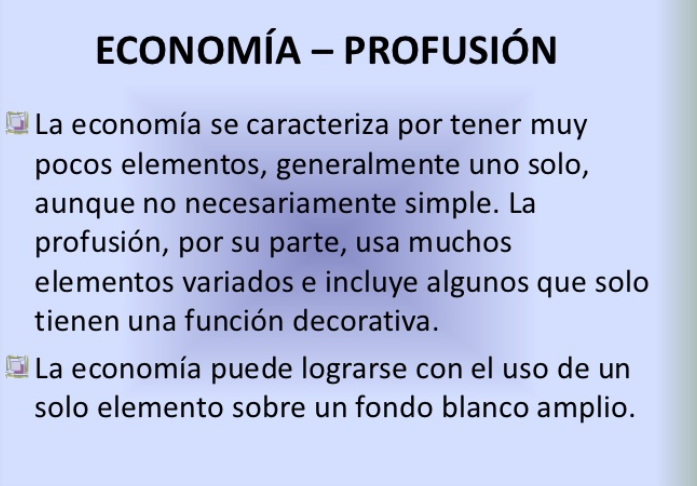 ECONOMÍA – PROFUSIÓN
La economía se caracteriza por tener muy
pocos elementos, generalmente uno solo,
aunque no necesariamente simple. La
profusión, por su parte, usa muchos
elementos variados e incluye algunos que solo
tienen una función decorativa.
La economía puede lograrse con el uso de un
solo elemento sobre un fondo blanco amplio.